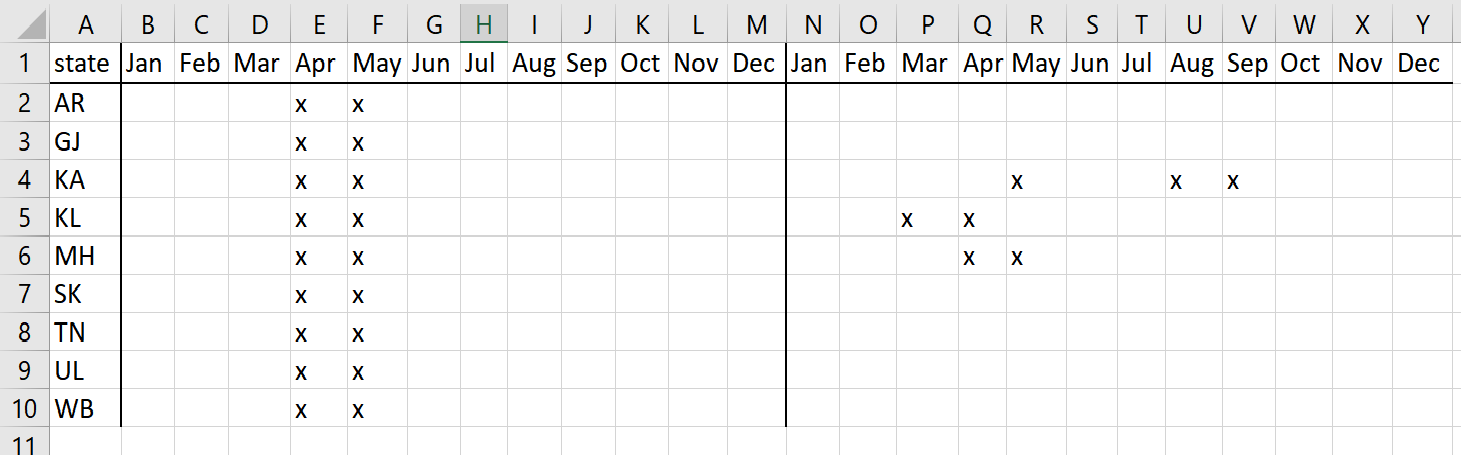 A B C D E F G H I J K L M N O P Q R S T U V W X Y
1 state Jan Feb Mar Apr May Jun Jul Aug Sep Oct Nov Dec Jan Feb Mar Apr May Jun Jul Aug Sep Oct Nov Dec
2 AR x x
3 GJ x x
4 KA x x x x x
5 KL x x x x
6 MH x x x x
7 SK x x
8 TN x x
9 UL x x
10 WB x x
11